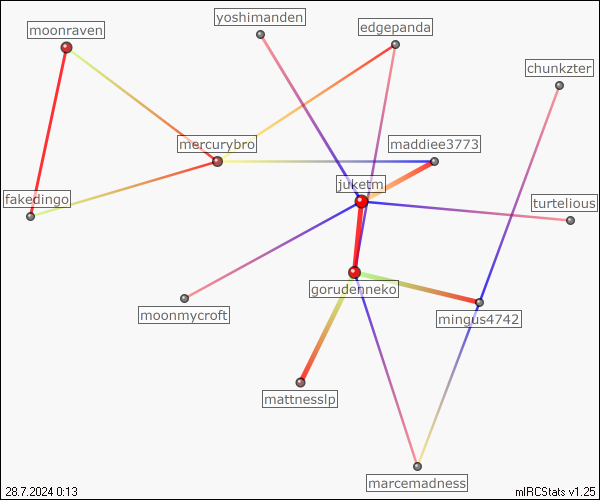 yoshimanden
moonraven
edgepanda
chunkzter
mercurybro
maddiee3773
juketm
fakedingo
turtelious
gorudenneko
moonmycroft
mingus4742
mattnesslp
marcemadness
28.7.2024 0:13
mIRCStats v1.25